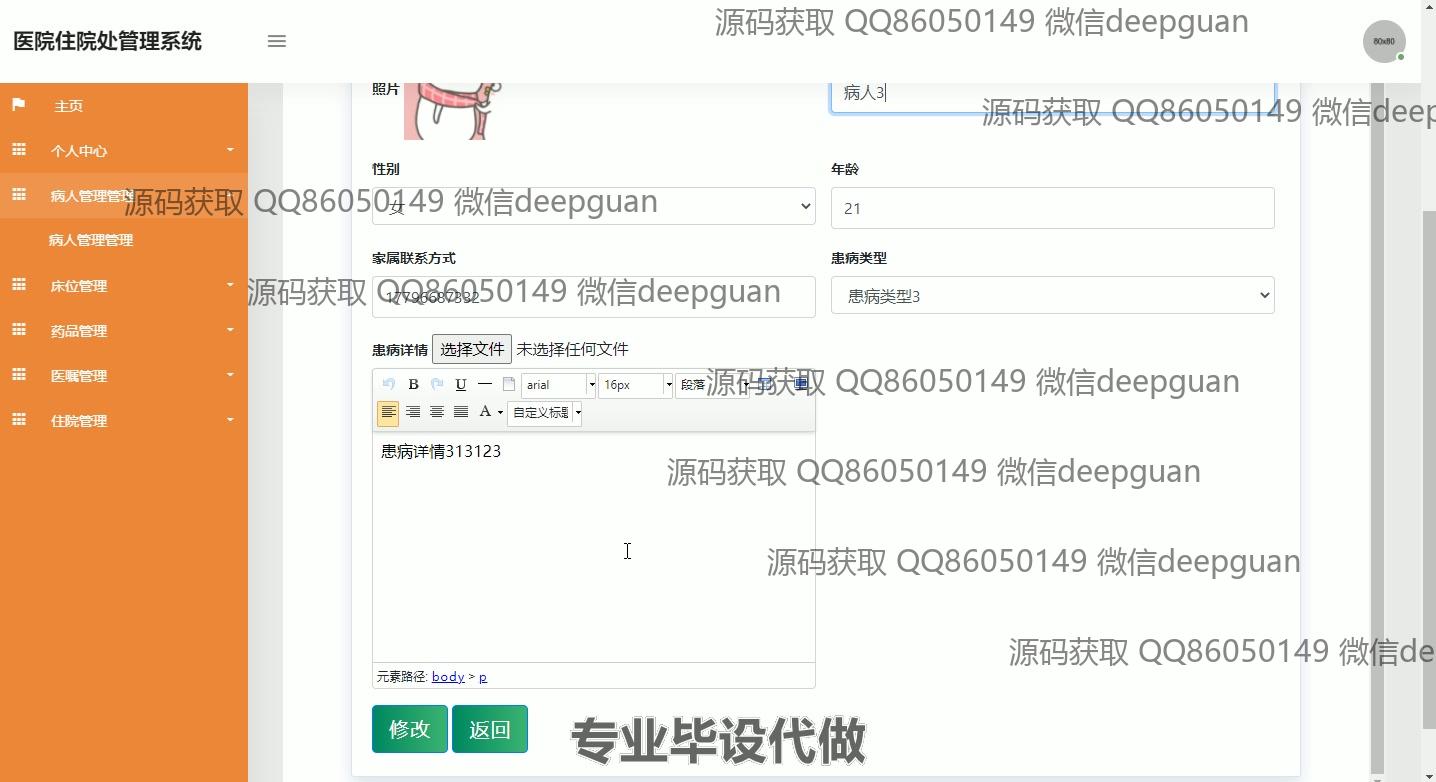 源码获取 QQ86050149 微信deepguan
医院住院处管理系统
80x80
照片
病人3
主页
源码获取 QQ86050149 微信deep
个人中心
性别
年龄
病人管理管理
源码获取 QQ86050149 微信deepguan
女
21
病人管理管理
家属联系方式
患病类型
床位管理
源码获取 QQ86050149 微信deepguan
17796687332
患病类型3
药品管理
患病详情 选择文件 未选择任何文件
医嘱管理
B U arial 16px 段落
源码获取 QQ86050149 微信deepguan
A 自定义标题
住院管理
患病详情313123
源码获取 QQ86050149 微信deepguan
源码获取 QQ86050149 微信deepguan
源码获取 QQ86050149 微信de
元素路径: body > p
修改 返回
专业毕设代做